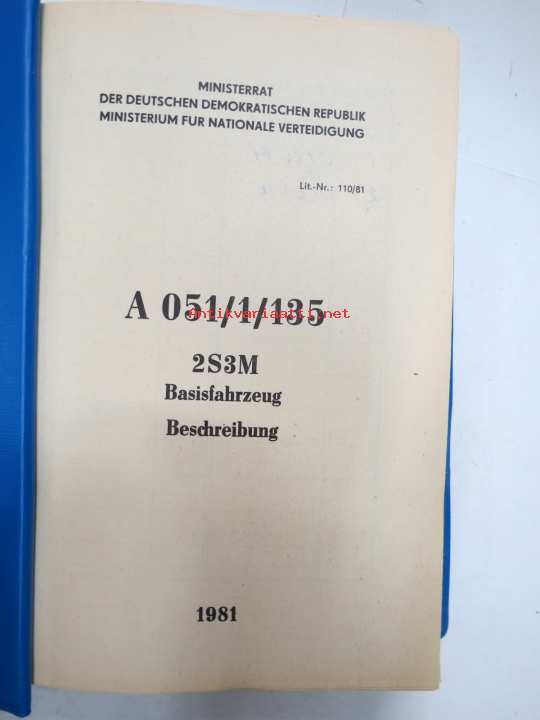 MINISTERRAT
DER DEUTSCHEN DEMOKRATISCHEN REPUBLIK
MINISTERIUM FUR NATIONALE VERTEIDIGUNG
Lit.-Nr.: 110/81
A 051/1/135
Antikvariaatti.net
2S3M
Basisfahrzeug
Beschreibung
1981